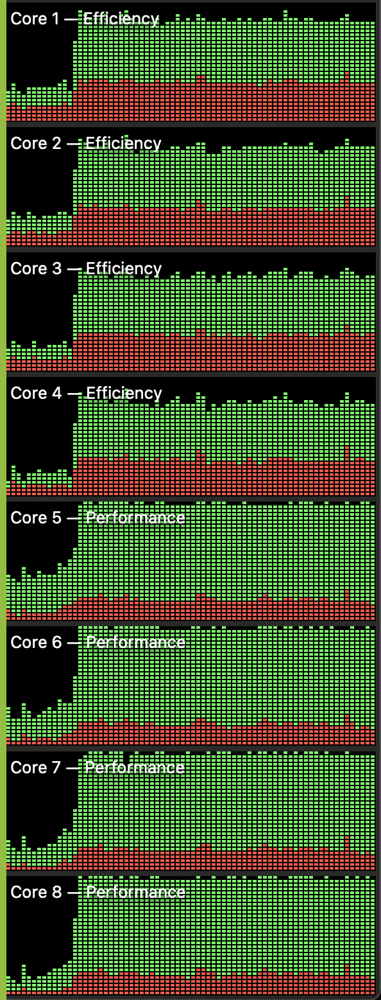 Core 1 — Efficiency
Core 2 — Efficiency
Core 3 — Efficiency
Core 4 — Efficiency
Core 5 — Performance
Core 6 — Performance
Core 7 — Performance
Core 8 — Performance